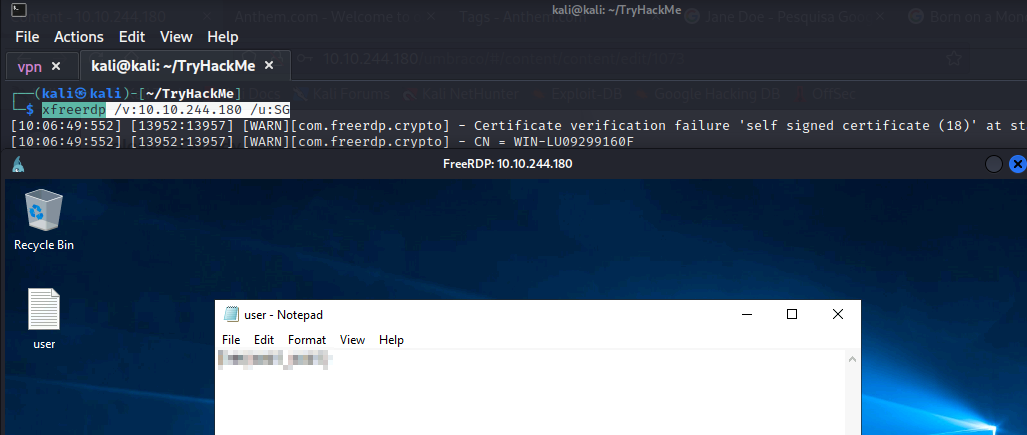 kali@kali: ~/TryHackMe
File Actions Edit View Help
vpn × kali@kali: ~/TryHackMe ×
┌──(kali㉿kali)-[~/TryHackMe]
└─$ xfreerdp /v:10.10.244.180 /u:SG
[10:06:49:552] [13952:13957] [WARN][com.freerdp.crypto] - Certificate verification failure 'self signed certificate (18)' at st
[10:06:49:552] [13952:13957] [WARN][com.freerdp.crypto] - CN = WIN-LU09299160F
FreeRDP: 10.10.244.180
Recycle Bin
user
user - Notepad
File Edit Format View Help